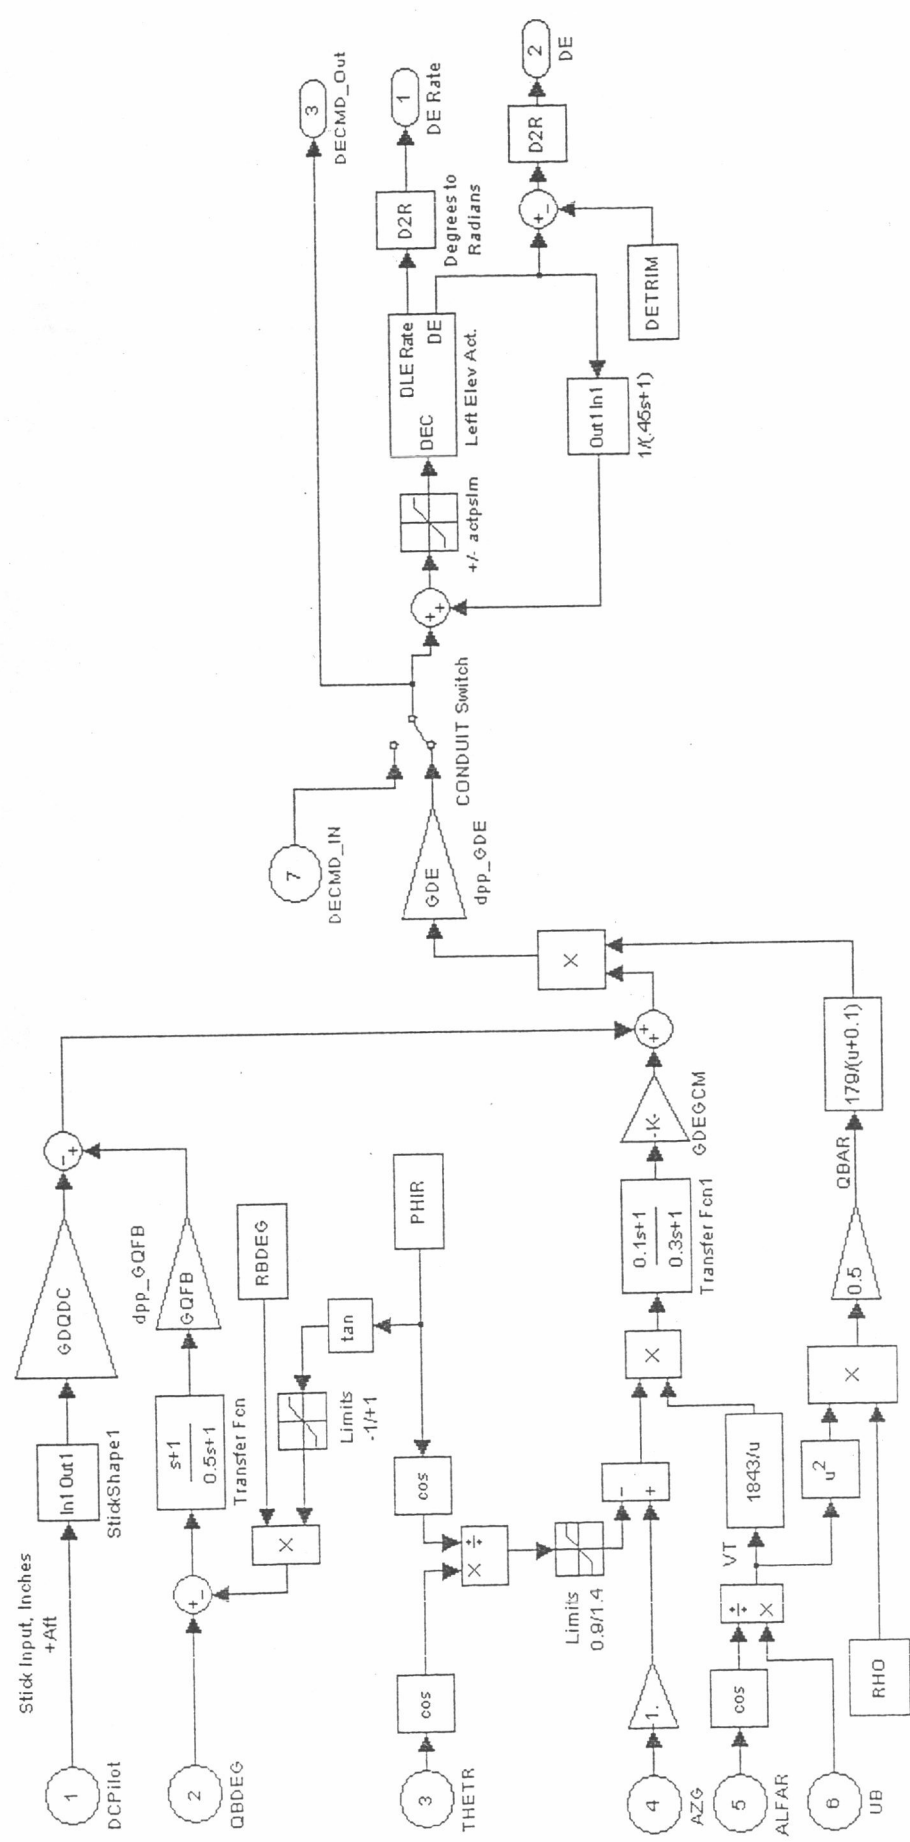 1
DCPilot
Stick Input, Inches
+Aft
In1 Out1
StickShape1
GDQDC
-
+
2
QBDEG
+
-
s+1
0.5s+1
Transfer Fcn
GQFB
dpp_GQFB
RBDEG
×
Limits
-1/+1
tan
PHIR
3
THETR
cos
cos
×
÷
Limits
0.9/1.4
4
AZG
1.
-
+
×
0.1s+1
0.3s+1
Transfer Fcn1
-K-
GDEGCM
+
+
5
ALFAR
cos
÷
×
VT
1843/u
6
UB
u2
RHO
×
0.5
QBAR
179/(u+0.1)
×
GDE
dpp_GDE
7
DECMD_IN
CONDUIT Switch
3
DECMD_Out
+
+
+/- actpslm
DEC
DLE Rate
DE
Left Elev Act.
D2R
Degrees to
Radians
1
DE Rate
Out1 In1
1/(.45s+1)
DETRIM
+
-
D2R
2
DE